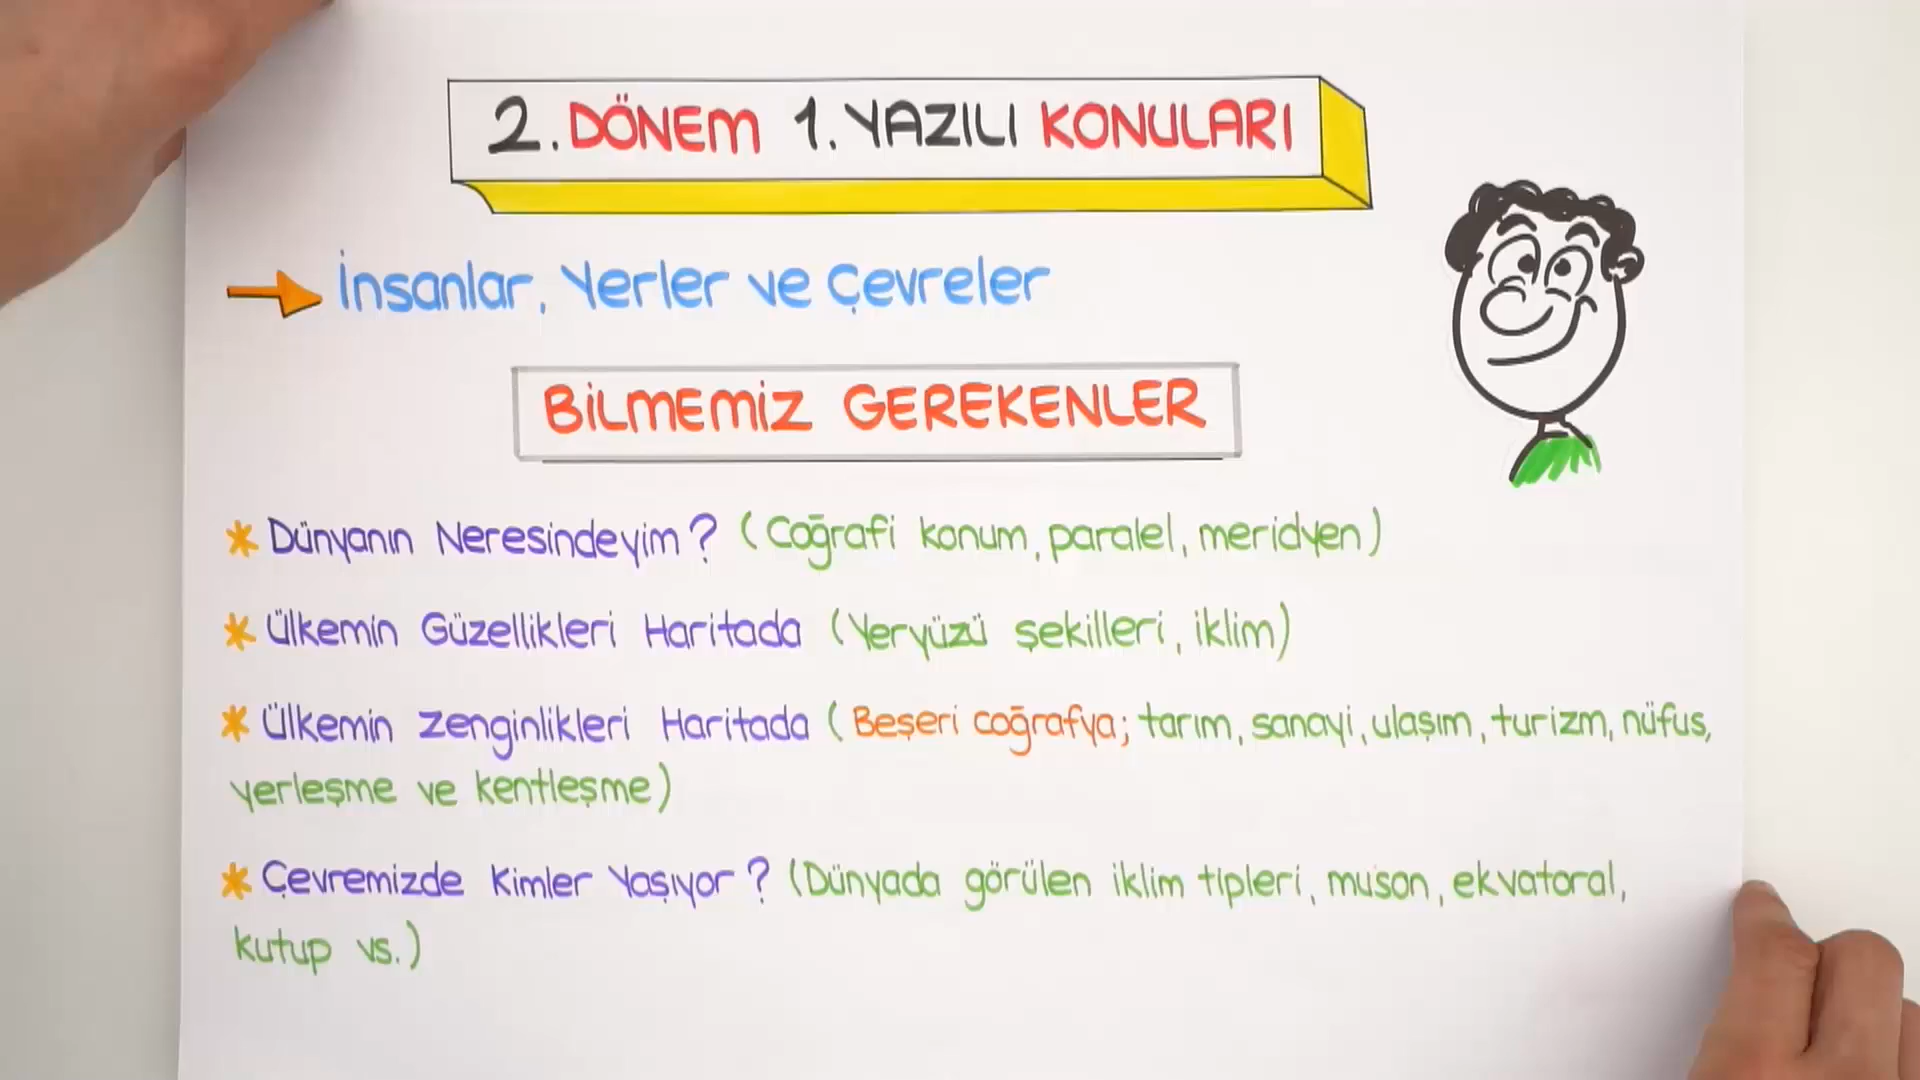 2. DÖNEM 1. YAZILI KONULARI
İnsanlar, Yerler ve Çevreler
BİLMEMİZ GEREKENLER
* Dünyanın Neresindeyim? (Coğrafi konum, paralel, meridyen)
* Ülkemin Güzellikleri Haritada (Yeryüzü şekilleri, iklim)
* Ülkemin Zenginlikleri Haritada (Beşeri coğrafya; tarım, sanayi, ulaşım, turizm, nüfus,
yerleşme ve kentleşme)
* Çevremizde Kimler Yaşıyor? (Dünyada görülen iklim tipleri, muson, ekvatoral,
kutup vs.)